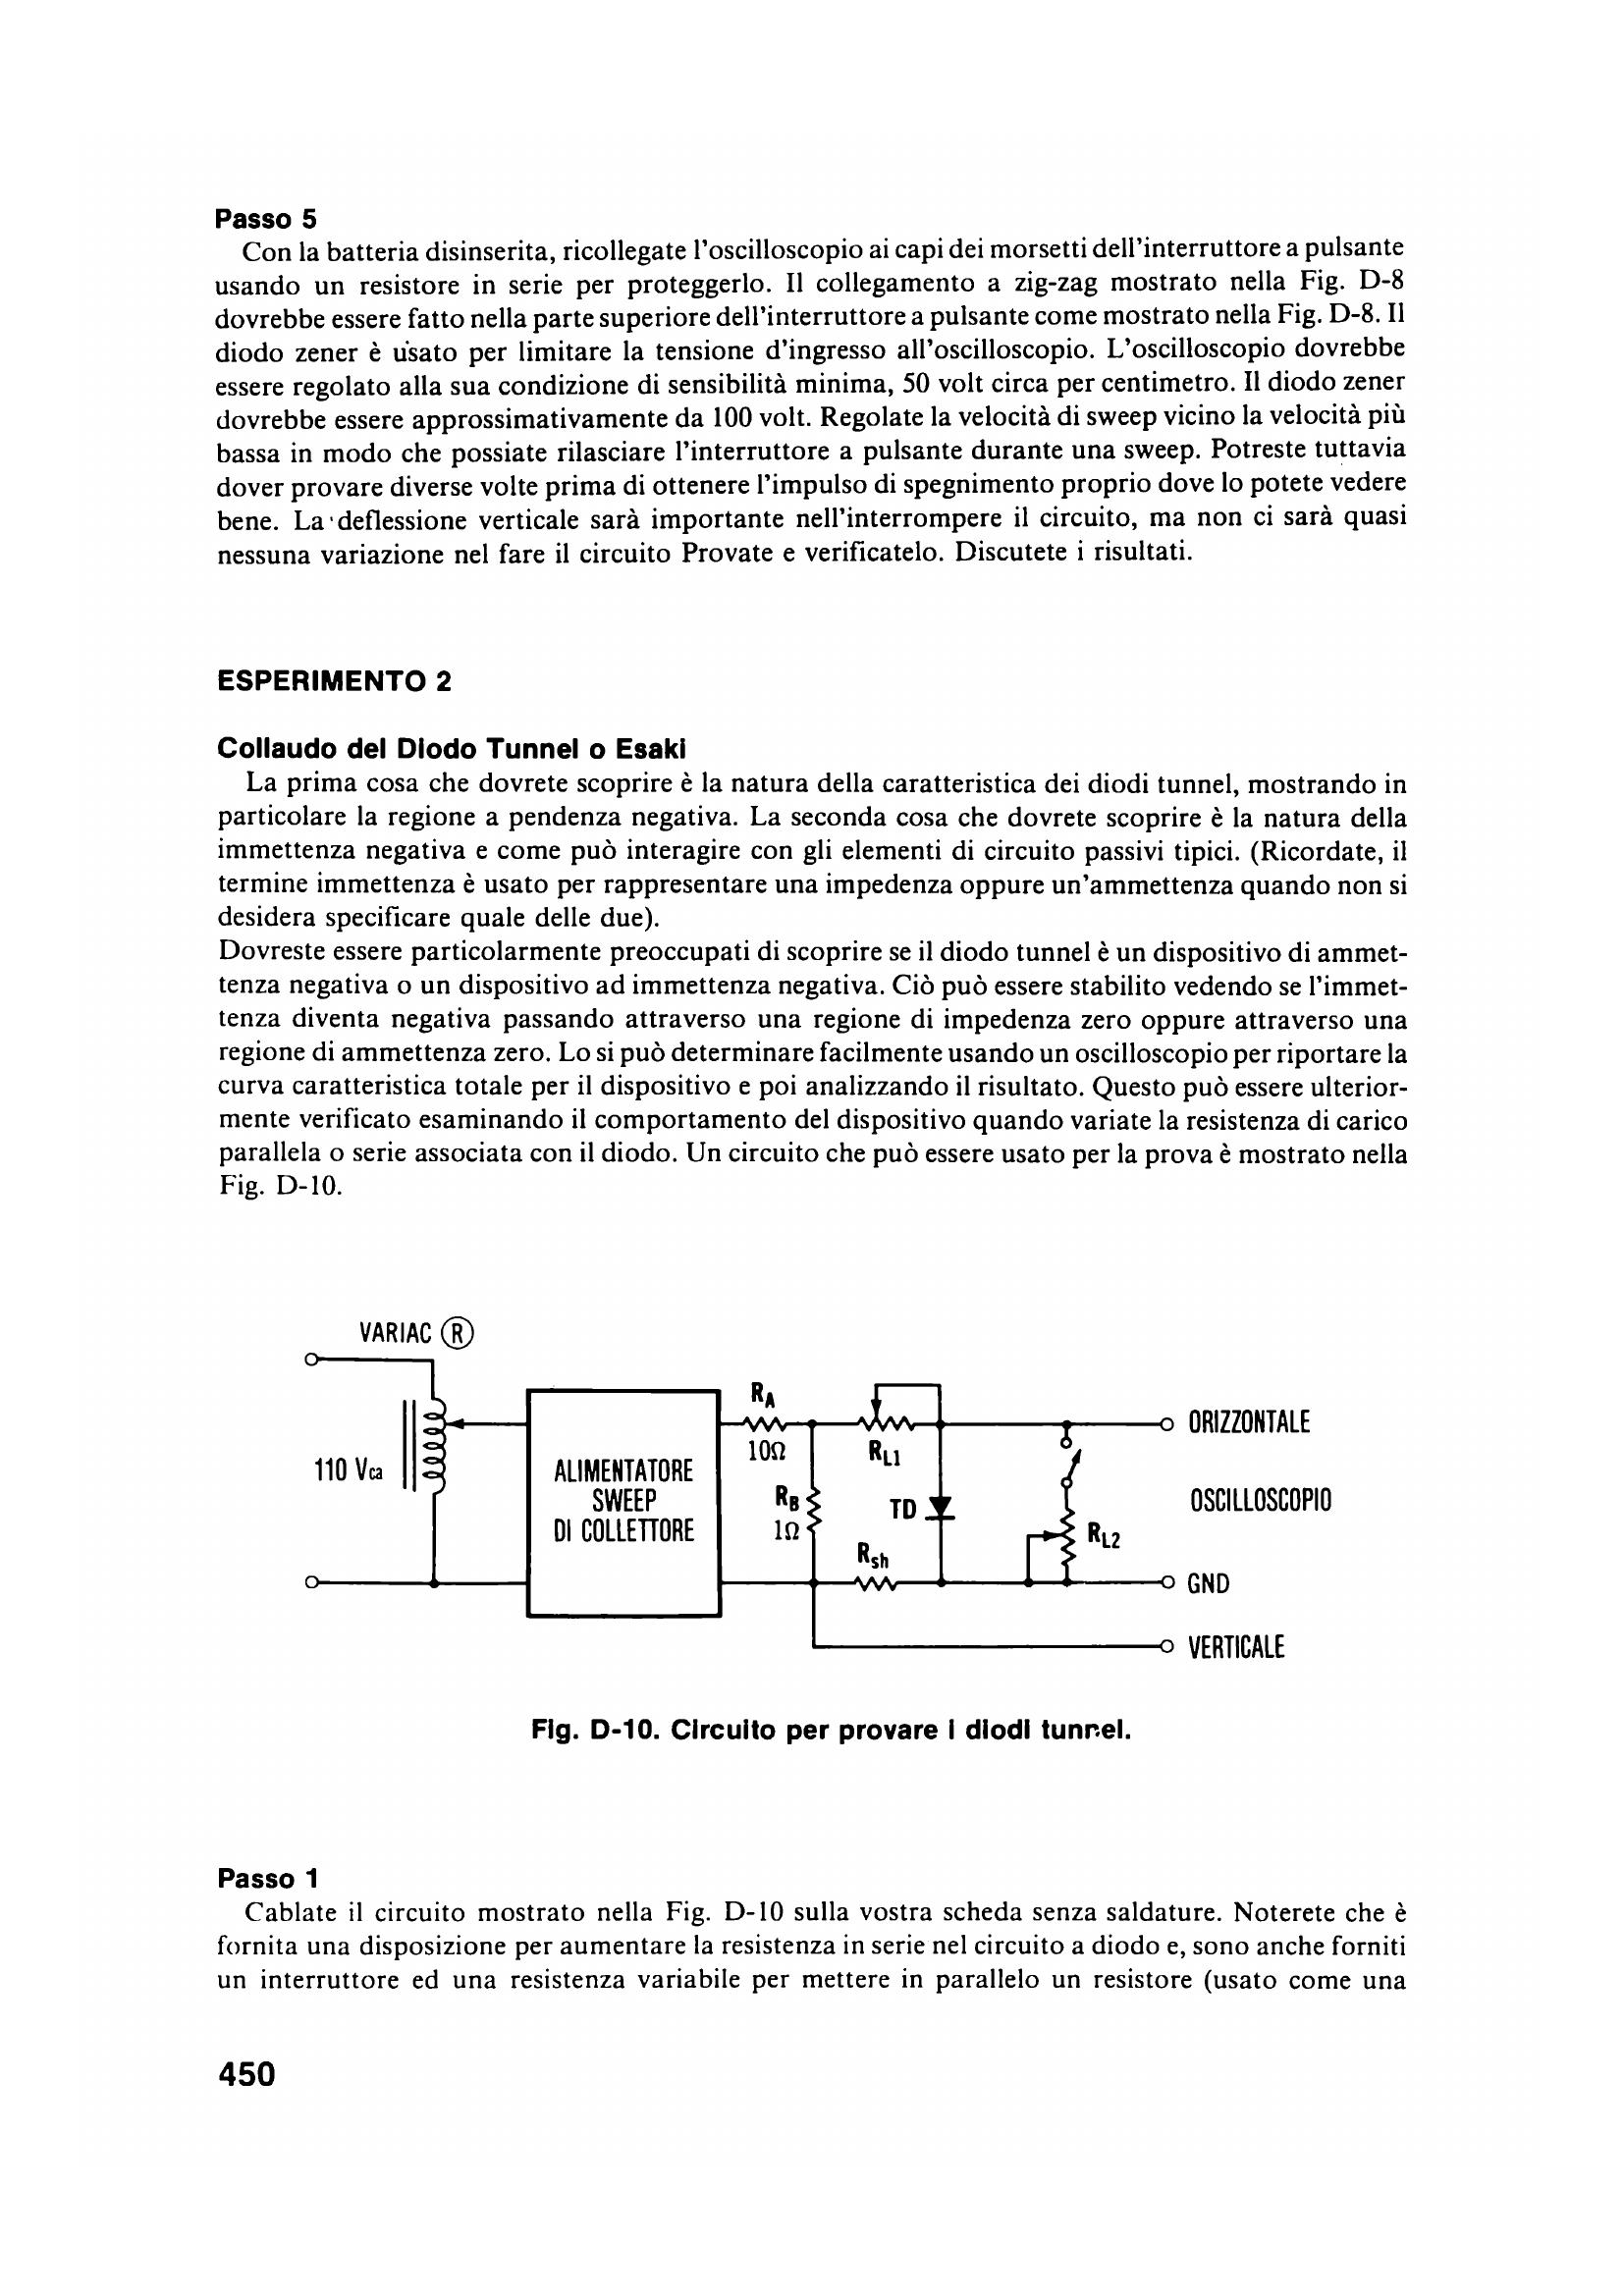 Passo 5
Con la batteria disinserita, ricollegate l'oscilloscopio ai capi dei morsetti dell'interruttore a pulsante
usando un resistore in serie per proteggerlo. Il collegamento a zig-zag mostrato nella Fig. D-8
dovrebbe essere fatto nella parte superiore dell'interruttore a pulsante come mostrato nella Fig. D-8. Il
diodo zener è usato per limitare la tensione d'ingresso all'oscilloscopio. L'oscilloscopio dovrebbe
essere regolato alla sua condizione di sensibilità minima, 50 volt circa per centimetro. Il diodo zener
dovrebbe essere approssimativamente da 100 volt. Regolate la velocità di sweep vicino la velocità più
bassa in modo che possiate rilasciare l'interruttore a pulsante durante una sweep. Potreste tuttavia
dover provare diverse volte prima di ottenere l'impulso di spegnimento proprio dove lo potete vedere
bene. La deflessione verticale sarà importante nell'interrompere il circuito, ma non ci sarà quasi
nessuna variazione nel fare il circuito Provate e verificatelo. Discutete i risultati.
ESPERIMENTO 2
Collaudo del Diodo Tunnel o Esaki
La prima cosa che dovrete scoprire è la natura della caratteristica dei diodi tunnel, mostrando in
particolare la regione a pendenza negativa. La seconda cosa che dovrete scoprire è la natura della
immettenza negativa e come può interagire con gli elementi di circuito passivi tipici. (Ricordate, il
termine immettenza è usato per rappresentare una impedenza oppure un'ammettenza quando non si
desidera specificare quale delle due).
Dovreste essere particolarmente preoccupati di scoprire se il diodo tunnel è un dispositivo di ammet-
tenza negativa o un dispositivo ad immettenza negativa. Ciò può essere stabilito vedendo se l'immet-
tenza diventa negativa passando attraverso una regione di impedenza zero oppure attraverso una
regione di ammettenza zero. Lo si può determinare facilmente usando un oscilloscopio per riportare la
curva caratteristica totale per il dispositivo e poi analizzando il risultato. Questo può essere ulterior-
mente verificato esaminando il comportamento del dispositivo quando variate la resistenza di carico
parallela o serie associata con il diodo. Un circuito che può essere usato per la prova è mostrato nella
Fig. D-10.
VARIAC ®
110 Vca
ALIMENTATORE
SWEEP
DI COLLETTORE
RA
10Ω
RB
1Ω
RL1
TD
Rsh
RL2
ORIZZONTALE
OSCILLOSCOPIO
GND
VERTICALE
Fig. D-10. Circuito per provare i diodi tunnel.
Passo 1
Cablate il circuito mostrato nella Fig. D-10 sulla vostra scheda senza saldature. Noterete che è
fornita una disposizione per aumentare la resistenza in serie nel circuito a diodo e, sono anche forniti
un interruttore ed una resistenza variabile per mettere in parallelo un resistore (usato come una
450